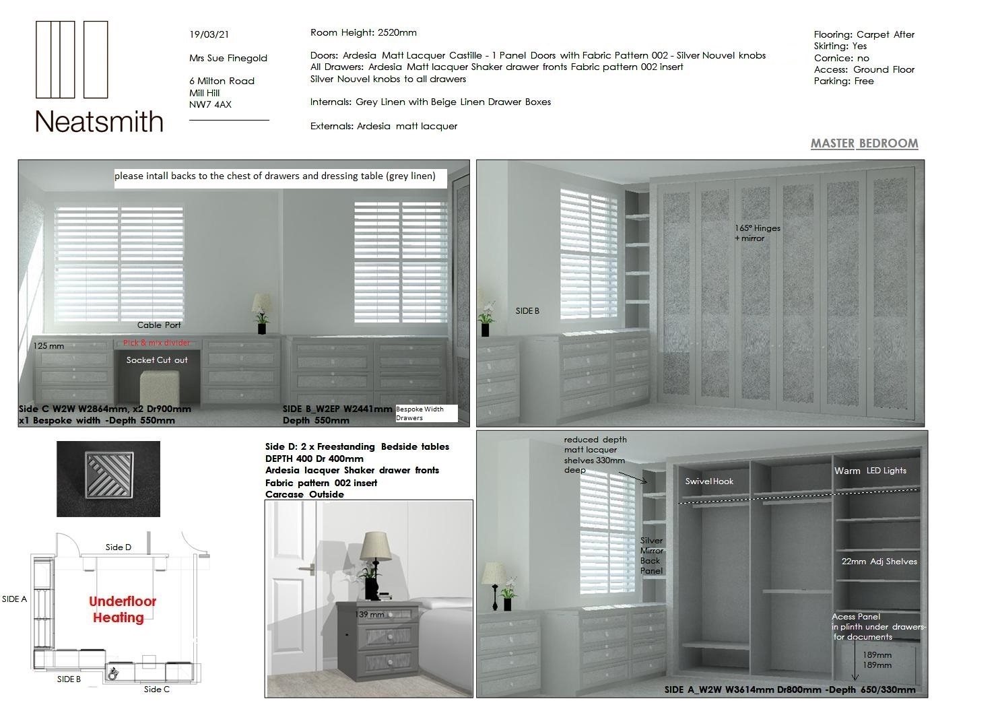 Neatsmith
19/03/21
Mrs Sue Finegold
6 Milton Road
Mill Hill
NW7 4AX
Room Height: 2520mm
Doors: Ardesia Matt Lacquer Castille - 1 Panel Doors with Fabric Pattern 002 - Silver Nouvel knobs
All Drawers: Ardesia Matt lacquer Shaker drawer fronts Fabric pattern 002 insert
Silver Nouvel knobs to all drawers
Internals: Grey Linen with Beige Linen Drawer Boxes
Externals: Ardesia matt lacquer
Flooring: Carpet After
Skirting: Yes
Cornice: no
Access: Ground Floor
Parking: Free
MASTER BEDROOM
please intall backs to the chest of drawers and dressing table (grey linen)
Cable Port
125 mm
Pick & mix divider
Socket Cut out
Side C W2W W2864mm, x2 Dr900mm
x1 Bespoke width -Depth 550mm
SIDE B_W2EP W2441mm
Depth 550mm
Bespoke Width
Drawers
165° Hinges
+ mirror
SIDE B
Side D: 2 x Freestanding Bedside tables
DEPTH 400 Dr 400mm
Ardesia lacquer Shaker drawer fronts
Fabric pattern 002 insert
Carcase Outside
139 mm
Side D
SIDE A
Underfloor
Heating
SIDE B
Side C
reduced depth
matt lacquer
shelves 330mm
deep
Swivel Hook
Warm LED Lights
Silver
Mirror
Back
Panel
22mm Adj Shelves
Acess Panel
in plinth under drawers-
for documents
189mm
189mm
SIDE A_W2W W3614mm Dr800mm -Depth 650/330mm